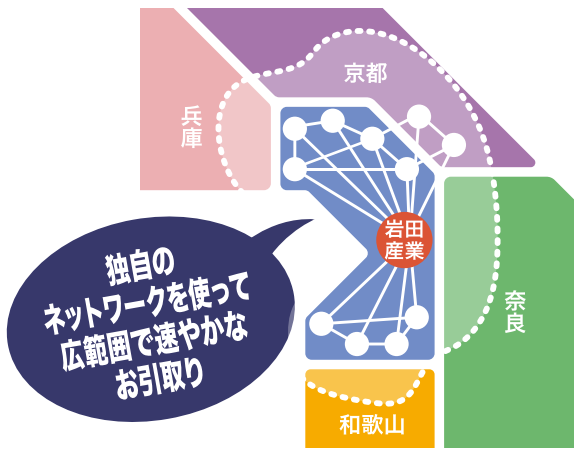 京都
兵庫
岩田
産業
独自の
ネットワークを使って
広範囲で速やかな
お引取り
奈良
和歌山